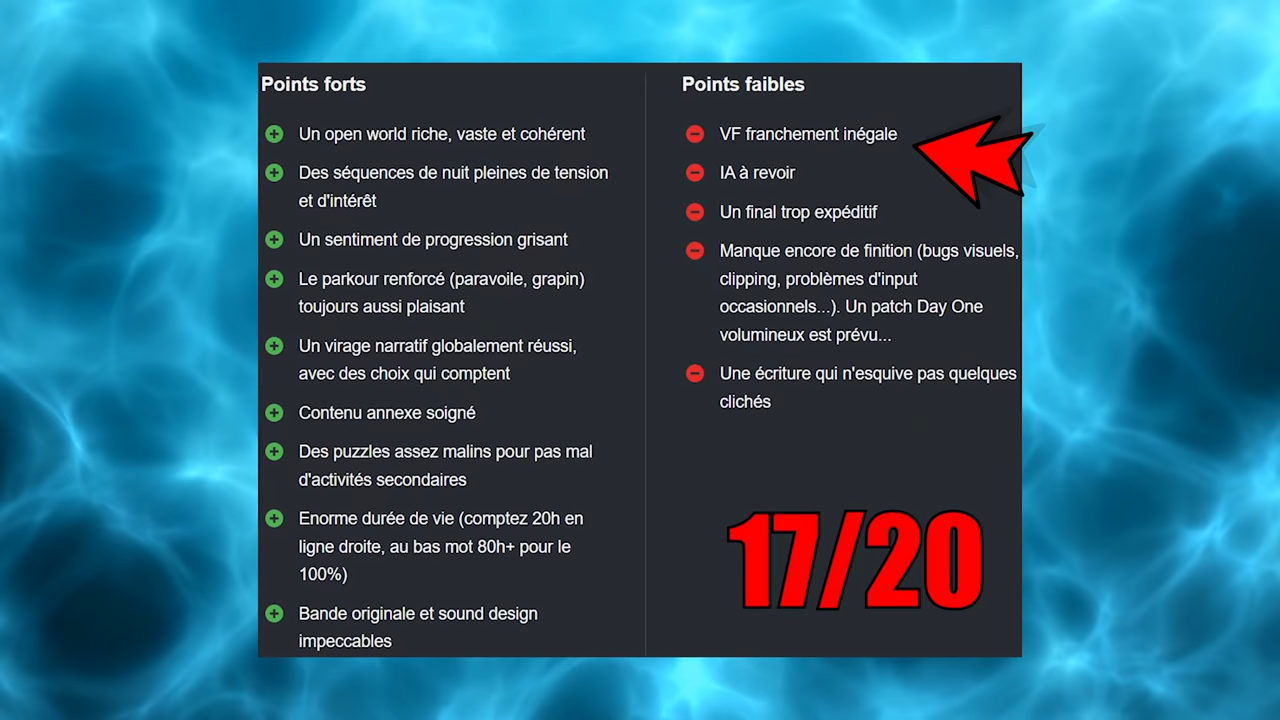 Points forts
Un open world riche, vaste et cohérent
Des séquences de nuit pleines de tension
et d'intérêt
Un sentiment de progression grisant
Le parkour renforcé (paravoile, grapin)
toujours aussi plaisant
Un virage narratif globalement réussi,
avec des choix qui comptent
Contenu annexe soigné
Des puzzles assez malins pour pas mal
d'activités secondaires
Enorme durée de vie (comptez 20h en
ligne droite, au bas mot 80h+ pour le
100%)
Bande originale et sound design
impeccables
Points faibles
VF franchement inégale
IA à revoir
Un final trop expéditif
Manque encore de finition (bugs visuels,
clipping, problèmes d'input
occasionnels...). Un patch Day One
volumineux est prévu...
Une écriture qui n'esquive pas quelques
clichés
17/20